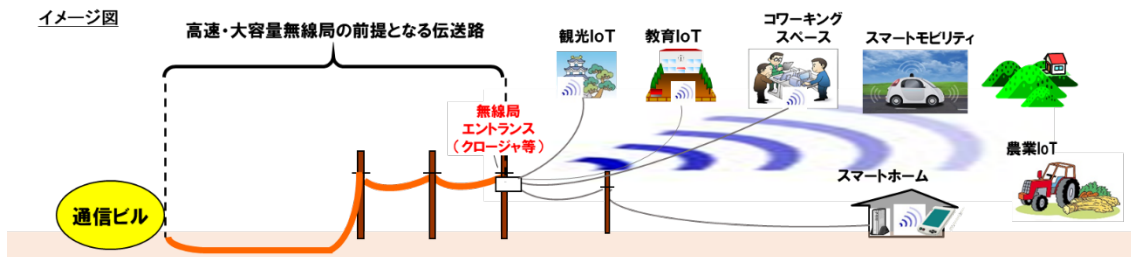 イメージ図
高速・大容量無線局の前提となる伝送路
観光IoT
教育IoT
コワーキング
スペース
スマートモビリティ
無線局
エントランス
（クロージャ等）
農業IoT
スマートホーム
通信ビル